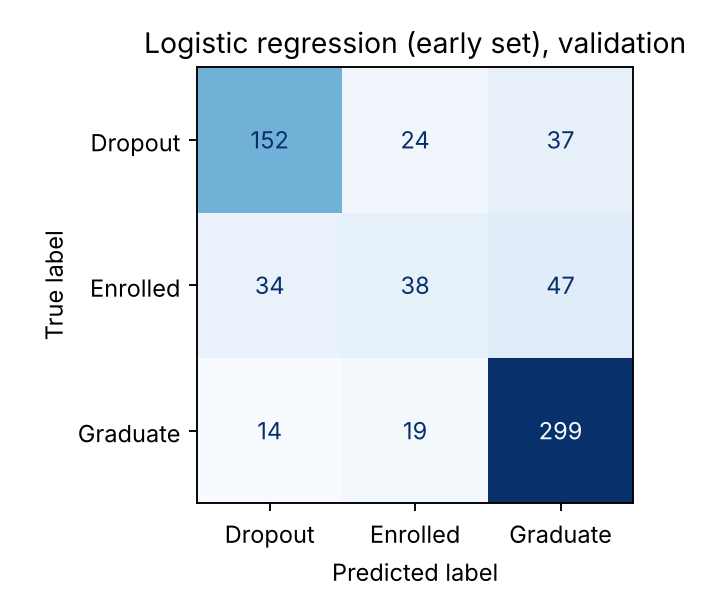 Logistic regression (early set), validation
True label
Dropout 152 24 37
Enrolled 34 38 47
Graduate 14 19 299
Dropout Enrolled Graduate
Predicted label